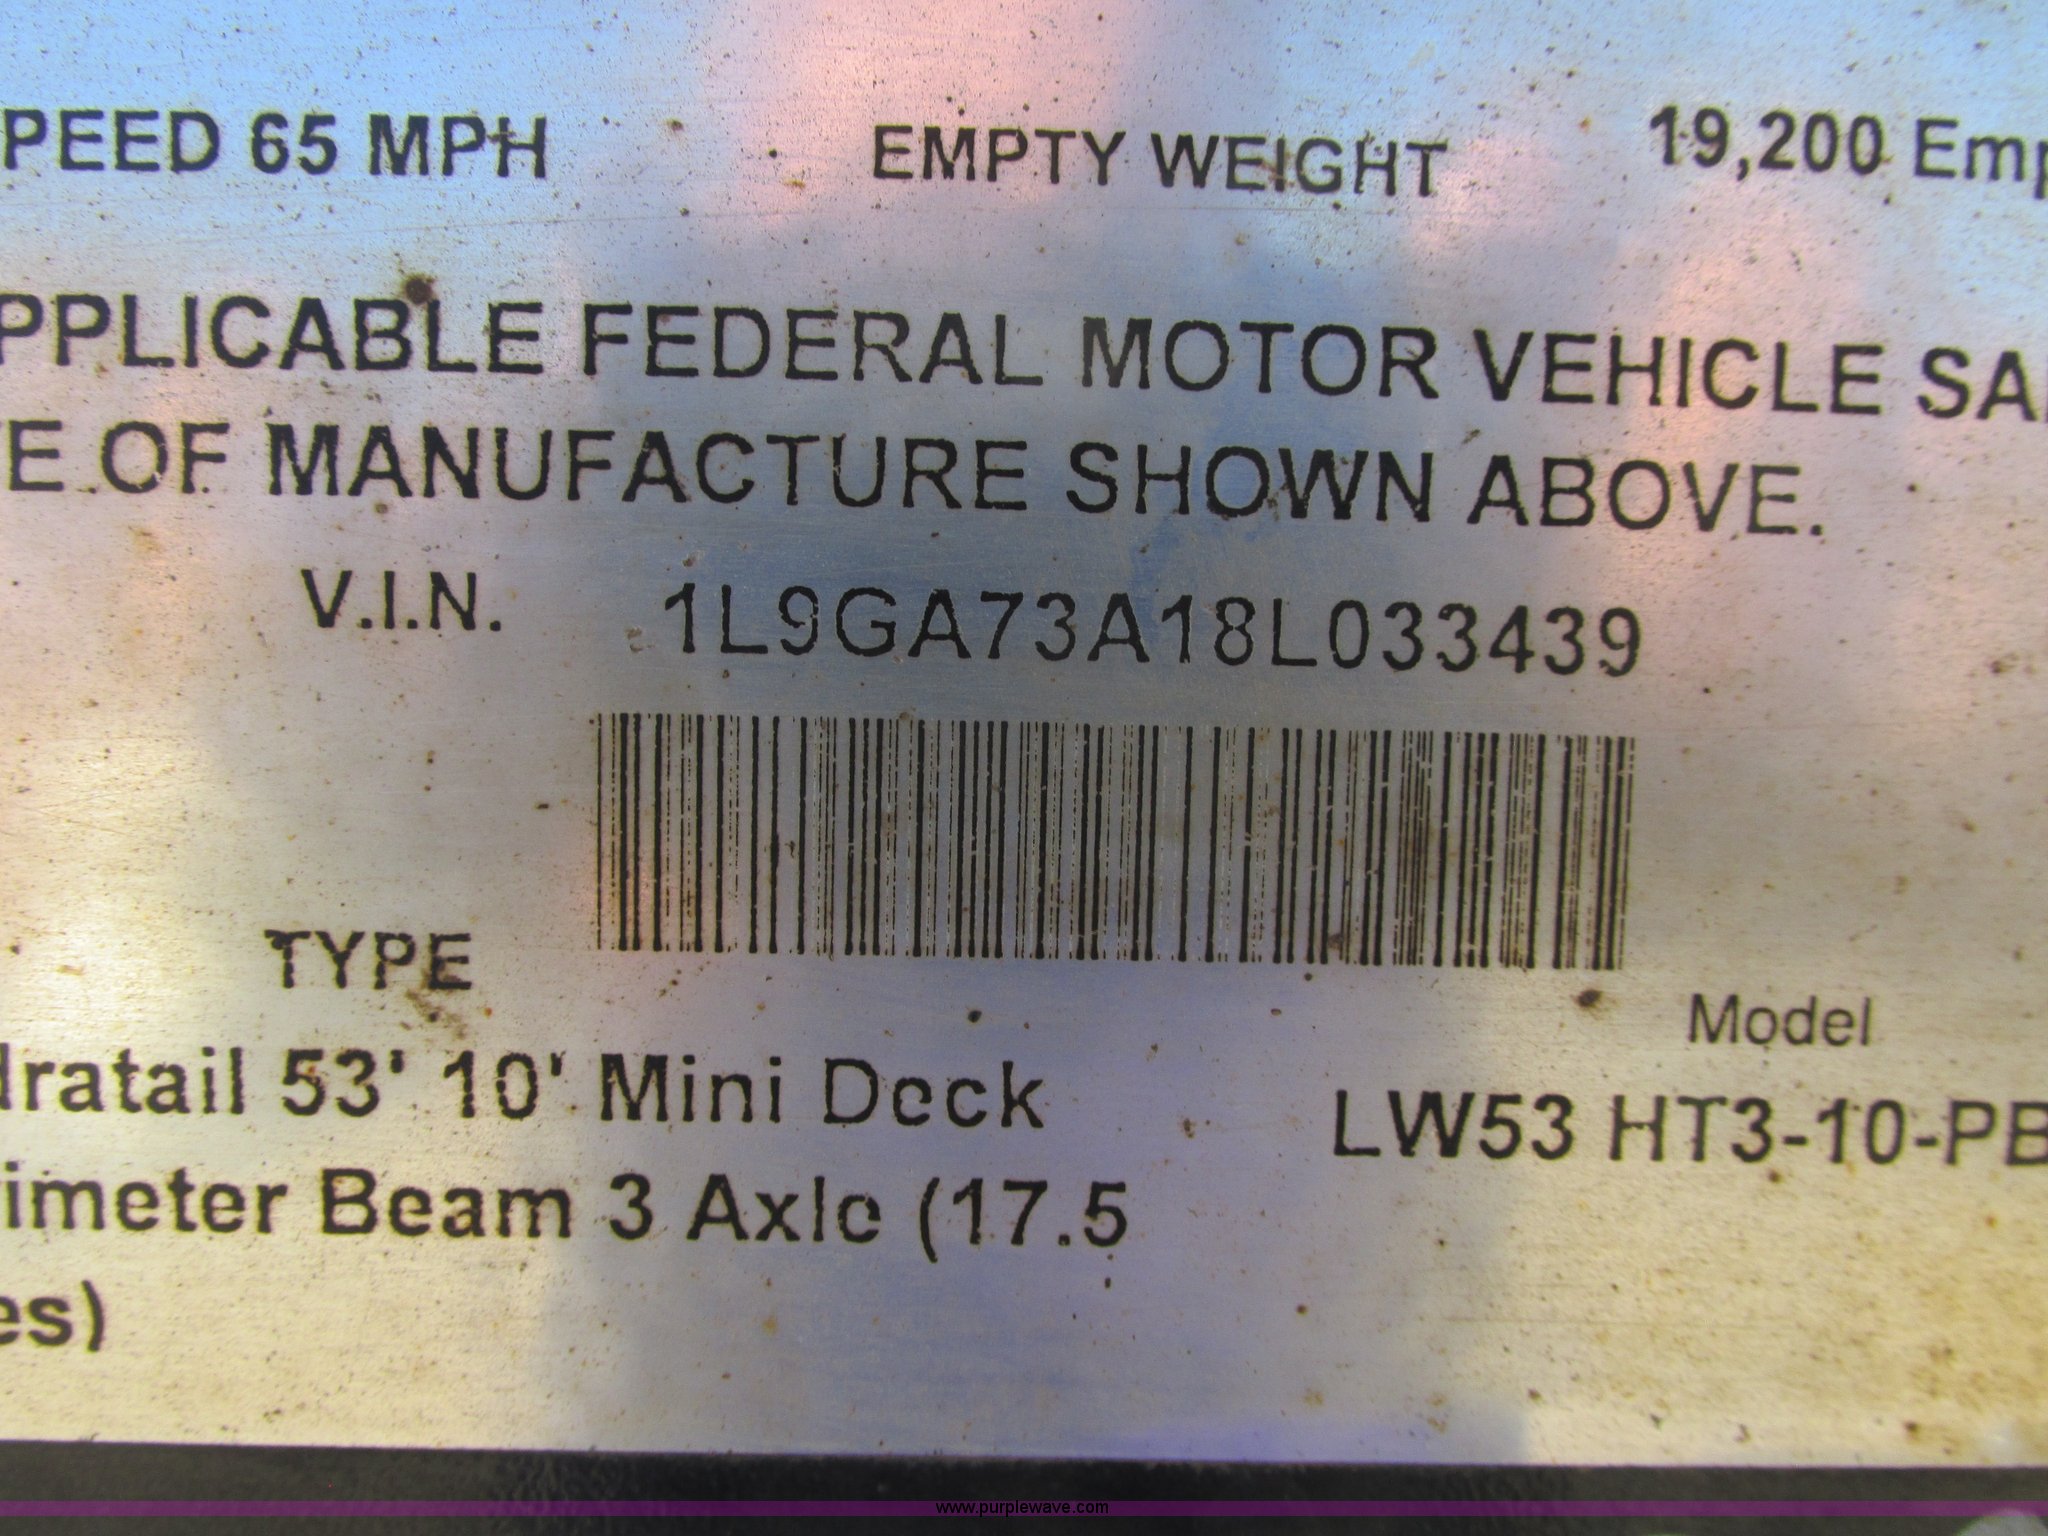 PEED 65 MPH EMPTY WEIGHT 19,200 Emp
PPLICABLE FEDERAL MOTOR VEHICLE SA
E OF MANUFACTURE SHOWN ABOVE.
V.I.N. 1L9GA73A18L033439
TYPE
Model
dratail 53' 10' Mini Deck
LW53 HT3-10-PB
imeter Beam 3 Axle (17.5
es)
www.purplewave.com